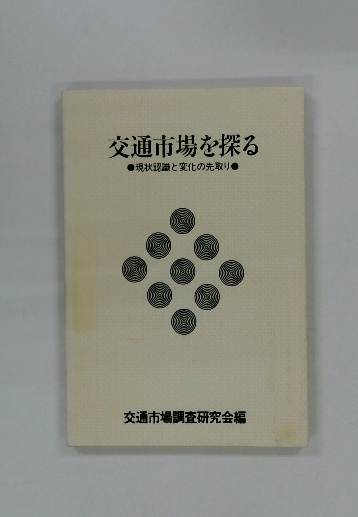 交通市場を探る
●現状認識と変化の先取り●
交通市場調査研究会編